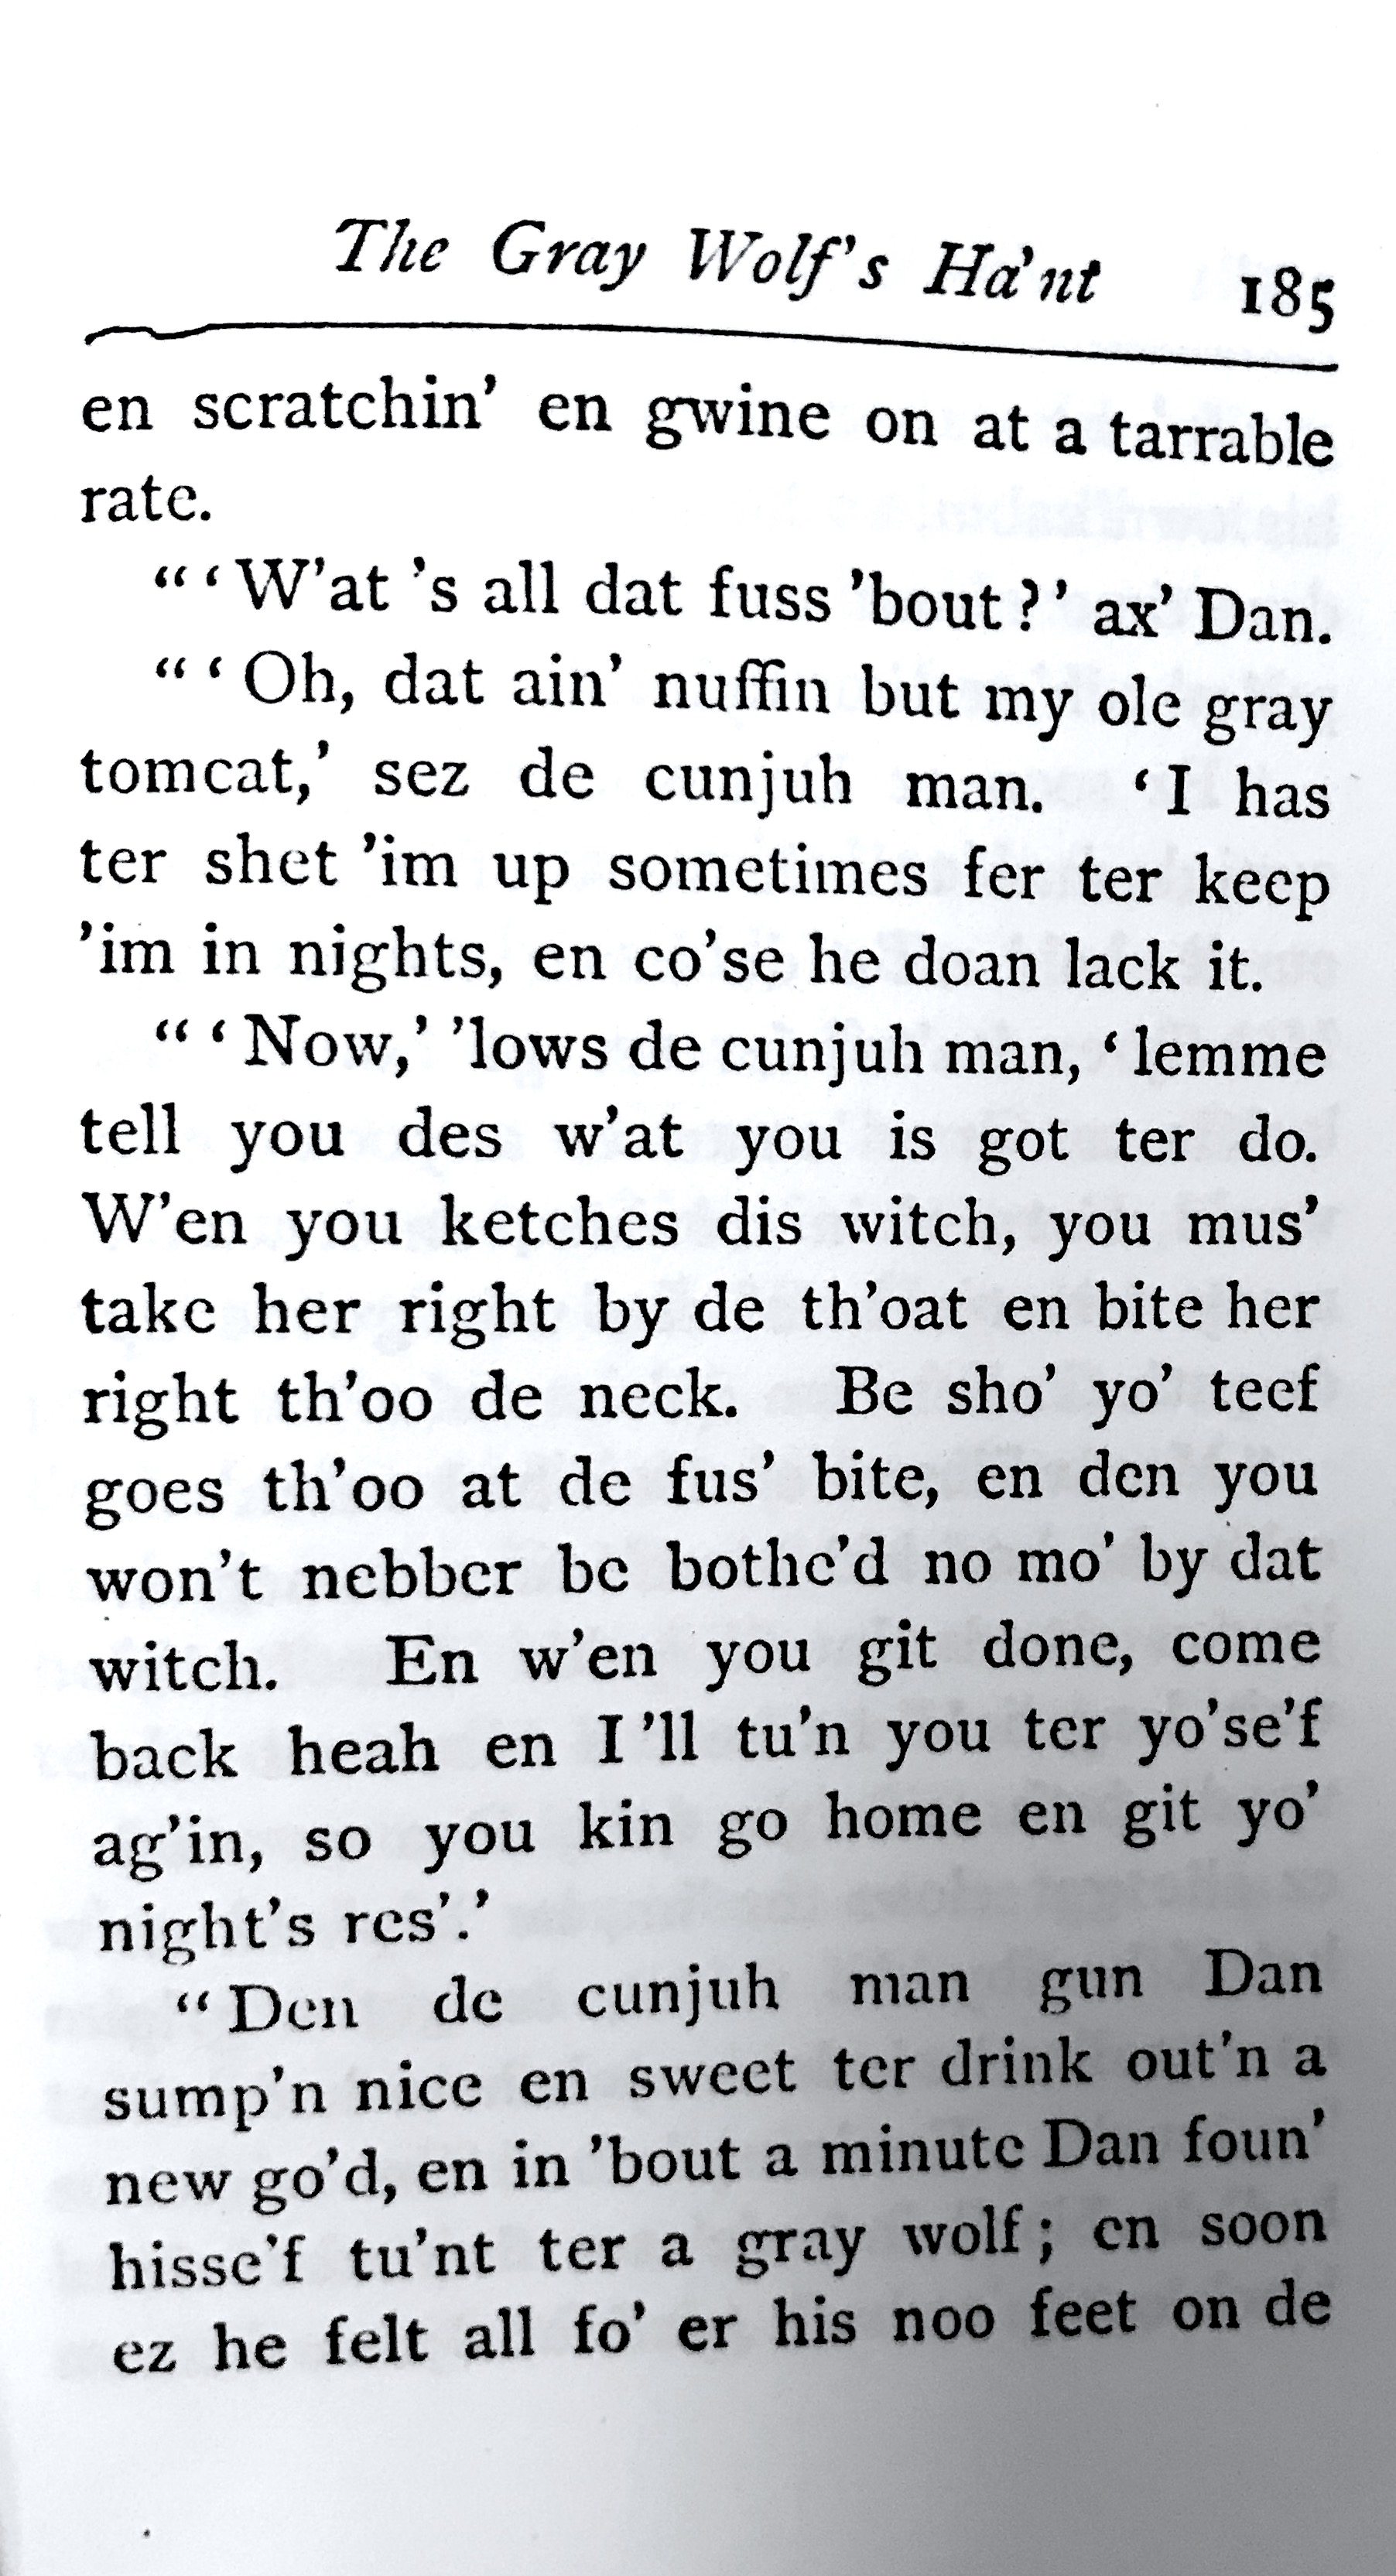 The Gray Wolf's Ha'nt 185
en scratchin' en gwine on at a tarrable
rate.
"'W'at 's all dat fuss 'bout?' ax' Dan.
"'Oh, dat ain' nuffin but my ole gray
tomcat,' sez de cunjuh man. 'I has
ter shet 'im up sometimes fer ter keep
'im in nights, en co'se he doan lack it.
"'Now,' 'lows de cunjuh man, 'lemme
tell you des w'at you is got ter do.
W'en you ketches dis witch, you mus'
take her right by de th'oat en bite her
right th'oo de neck. Be sho' yo' teef
goes th'oo at de fus' bite, en den you
won't nebber be bothe'd no mo' by dat
witch. En w'en you git done, come
back heah en I 'll tu'n you ter yo'se'f
ag'in, so you kin go home en git yo'
night's res'.'
"Den de cunjuh man gun Dan
sump'n nice en sweet ter drink out'n a
new go'd, en in 'bout a minute Dan foun'
hisse'f tu'nt ter a gray wolf; en soon
ez he felt all fo' er his noo feet on de